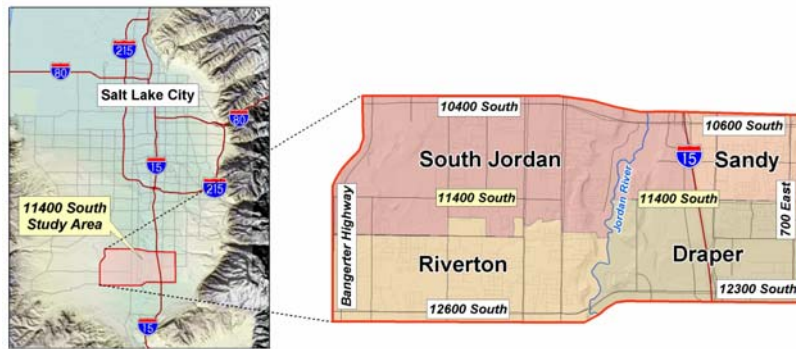 215
80
Salt Lake City
80
15
215
11400 South
Study Area
15
10400 South
10600 South
South Jordan
15
Sandy
11400 South
Jordan River
11400 South
700 East
Bangerter Highway
Riverton
Draper
12600 South
12300 South